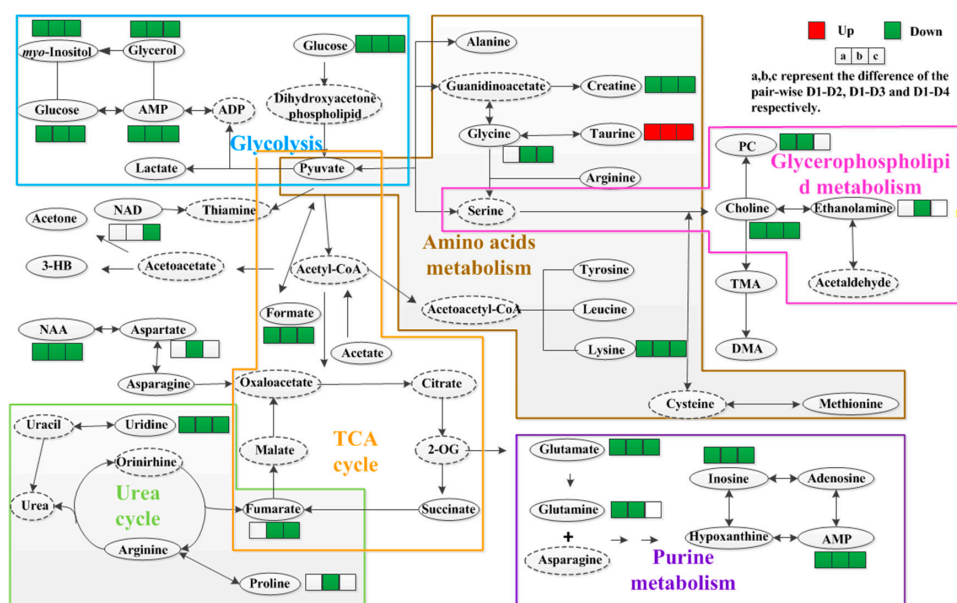 Up
Down
a b c
a,b,c represent the difference of the
pair-wise D1-D2, D1-D3 and D1-D4
respectively.
myo-Inositol
Glycerol
Glucose
Dihydroxyacetone
phospholipid
Glucose
AMP
ADP
Lactate
Glycolysis
Pyuvate
Alanine
Guanidinoacetate
Creatine
Glycine
Taurine
Arginine
Serine
Amino acids
metabolism
PC
Glycerophospholipi
d metabolism
Choline
Ethanolamine
Acetaldehyde
TMA
DMA
Acetone
NAD
Thiamine
3-HB
Acetoacetate
Acetyl-CoA
Formate
Acetate
Acetoacetyl-CoA
Tyrosine
Leucine
Lysine
Cysteine
Methionine
NAA
Aspartate
Asparagine
Oxaloacetate
Citrate
Malate
TCA
cycle
2-OG
Fumarate
Succinate
Uracil
Uridine
Orinirhine
Urea
Urea
cycle
Arginine
Proline
Glutamate
Glutamine
+
Asparagine
Purine
metabolism
Inosine
Adenosine
Hypoxanthine
AMP